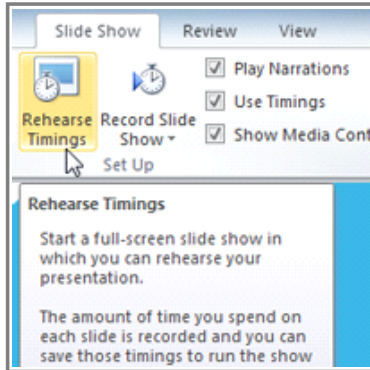 Slide Show Review View
Play Narrations
Use Timings
Show Media Cont
Rehearse Timings
Record Slide Show
Set Up
Rehearse Timings
Start a full-screen slide show in
which you can rehearse your
presentation.
The amount of time you spend on
each slide is recorded and you can
save those timings to run the show